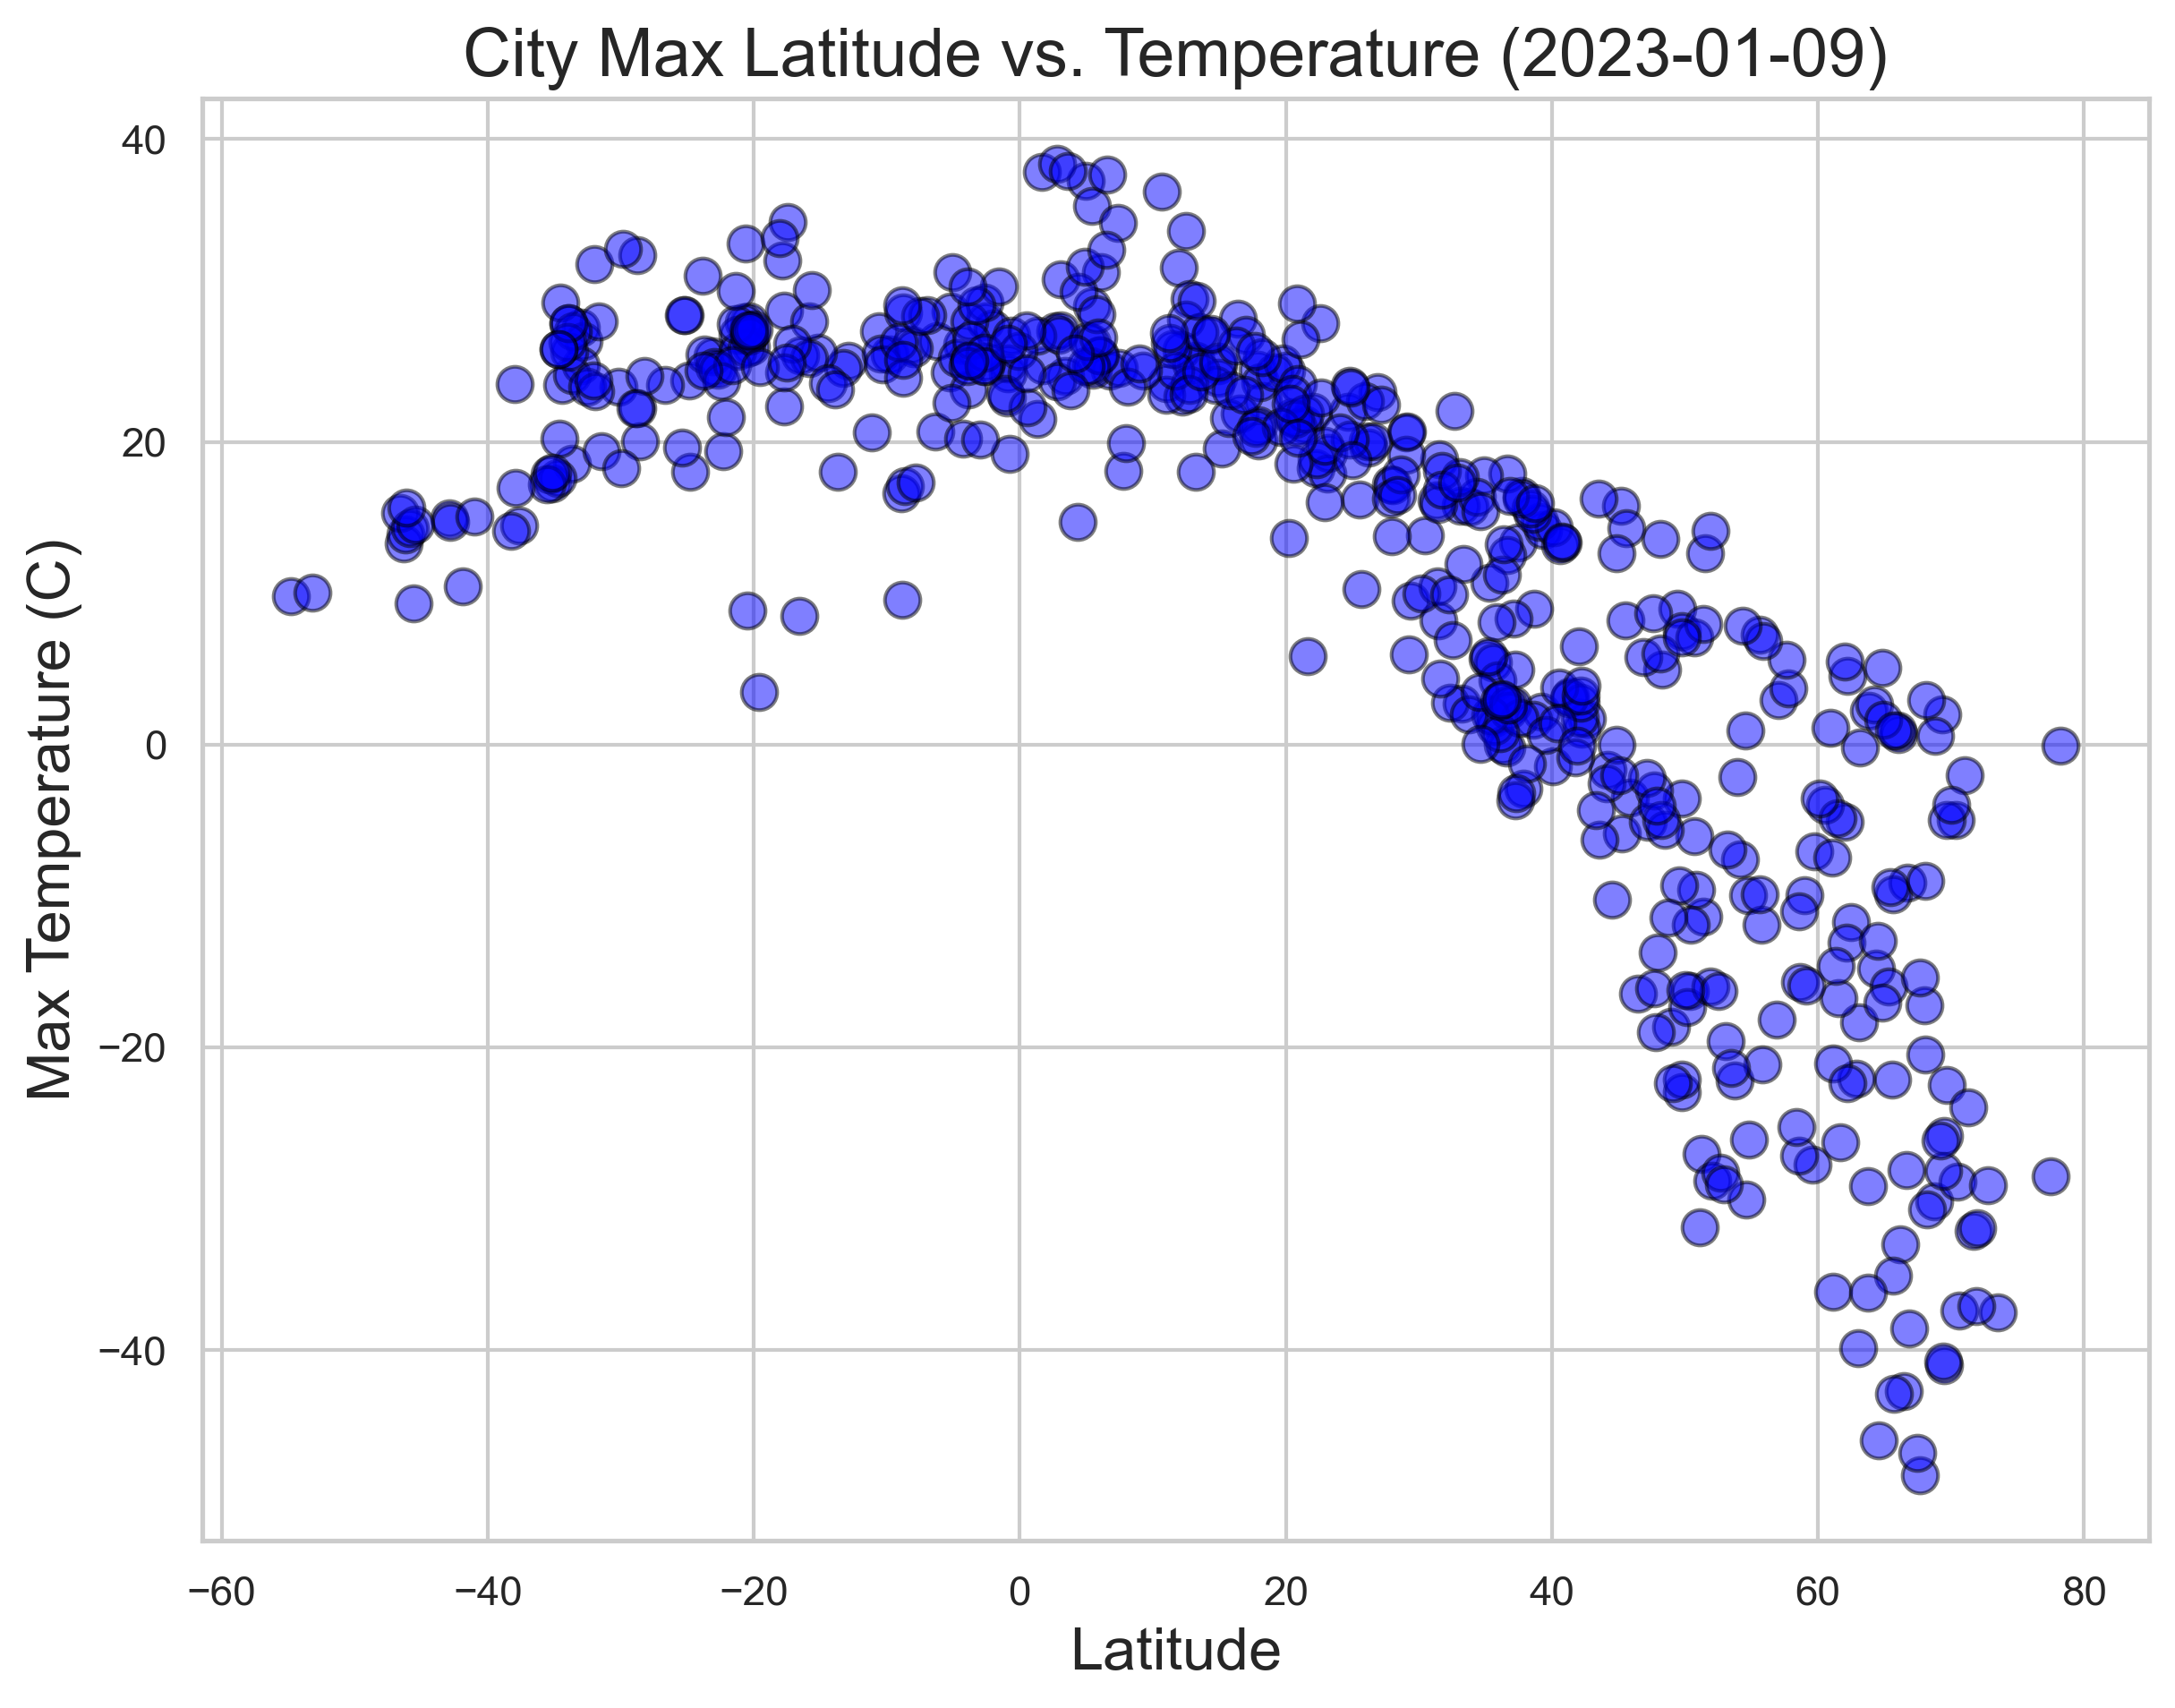 City Max Latitude vs. Temperature (2023-01-09)
40
20
0
−20
−40
Max Temperature (C)
−60 −40 −20 0 20 40 60 80
Latitude